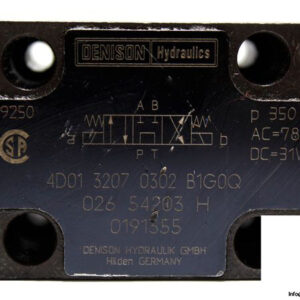 DENISON Hydraulics
9250
A B
p 350
AC=78
a
b
P T
DC=31
4D01 3207 0302 B1G0Q
026 54203 H
0191355
DENISON HYDRAULIK GMBH
Hilden GERMANY